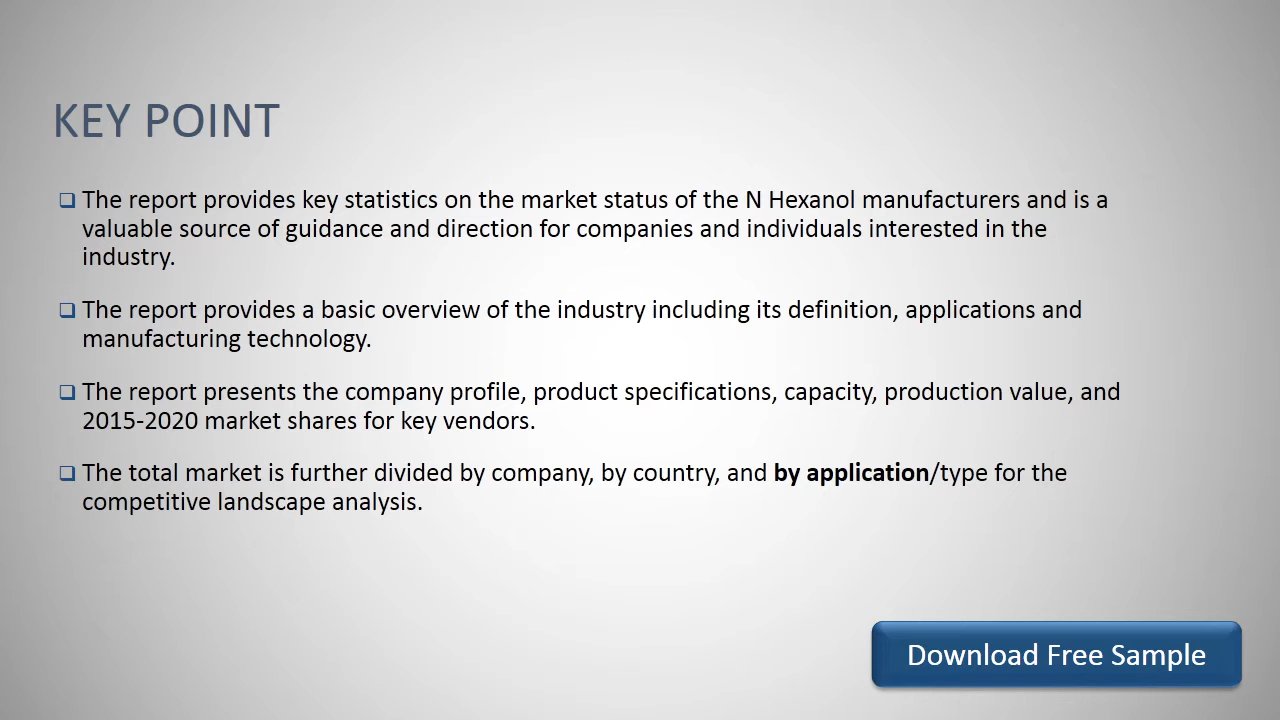 KEY POINT
The report provides key statistics on the market status of the N Hexanol manufacturers and is a
valuable source of guidance and direction for companies and individuals interested in the
industry.
The report provides a basic overview of the industry including its definition, applications and
manufacturing technology.
The report presents the company profile, product specifications, capacity, production value, and
2015-2020 market shares for key vendors.
The total market is further divided by company, by country, and by application/type for the
competitive landscape analysis.
Download Free Sample